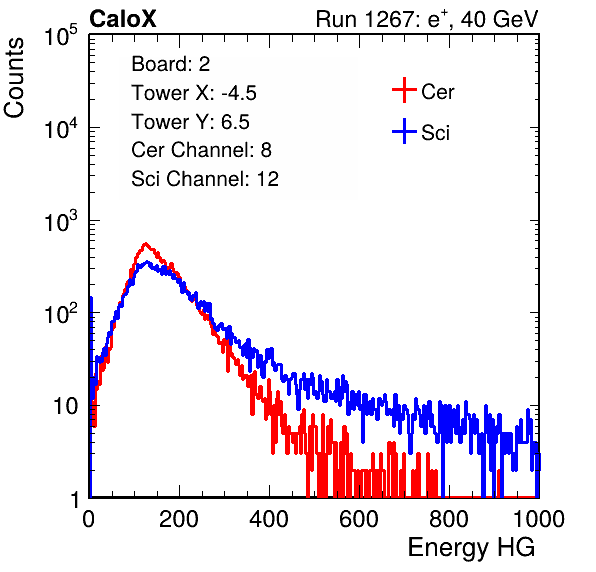 CaloX Run 1267: e⁺, 40 GeV
Counts
Board: 2
Tower X: -4.5
Tower Y: 6.5
Cer Channel: 8
Sci Channel: 12
Cer
Sci
10⁵
10⁴
10³
10²
10
1
0 200 400 600 800 1000
Energy HG